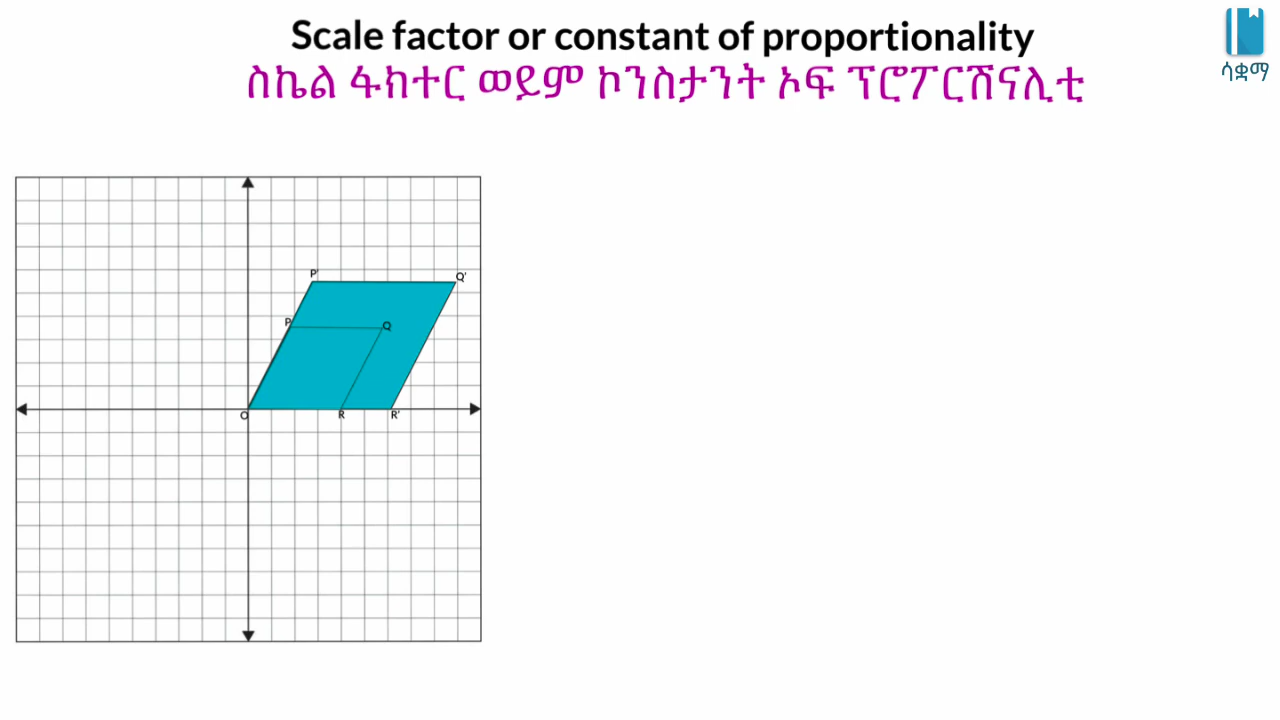 Scale factor or constant of proportionality
ስኬል ፋክተር ወይም ኮንስታንት ኦፍ ፕሮፖርሽናሊቲ
ሳቋማ
P'
Q'
P
Q
O
R
R'